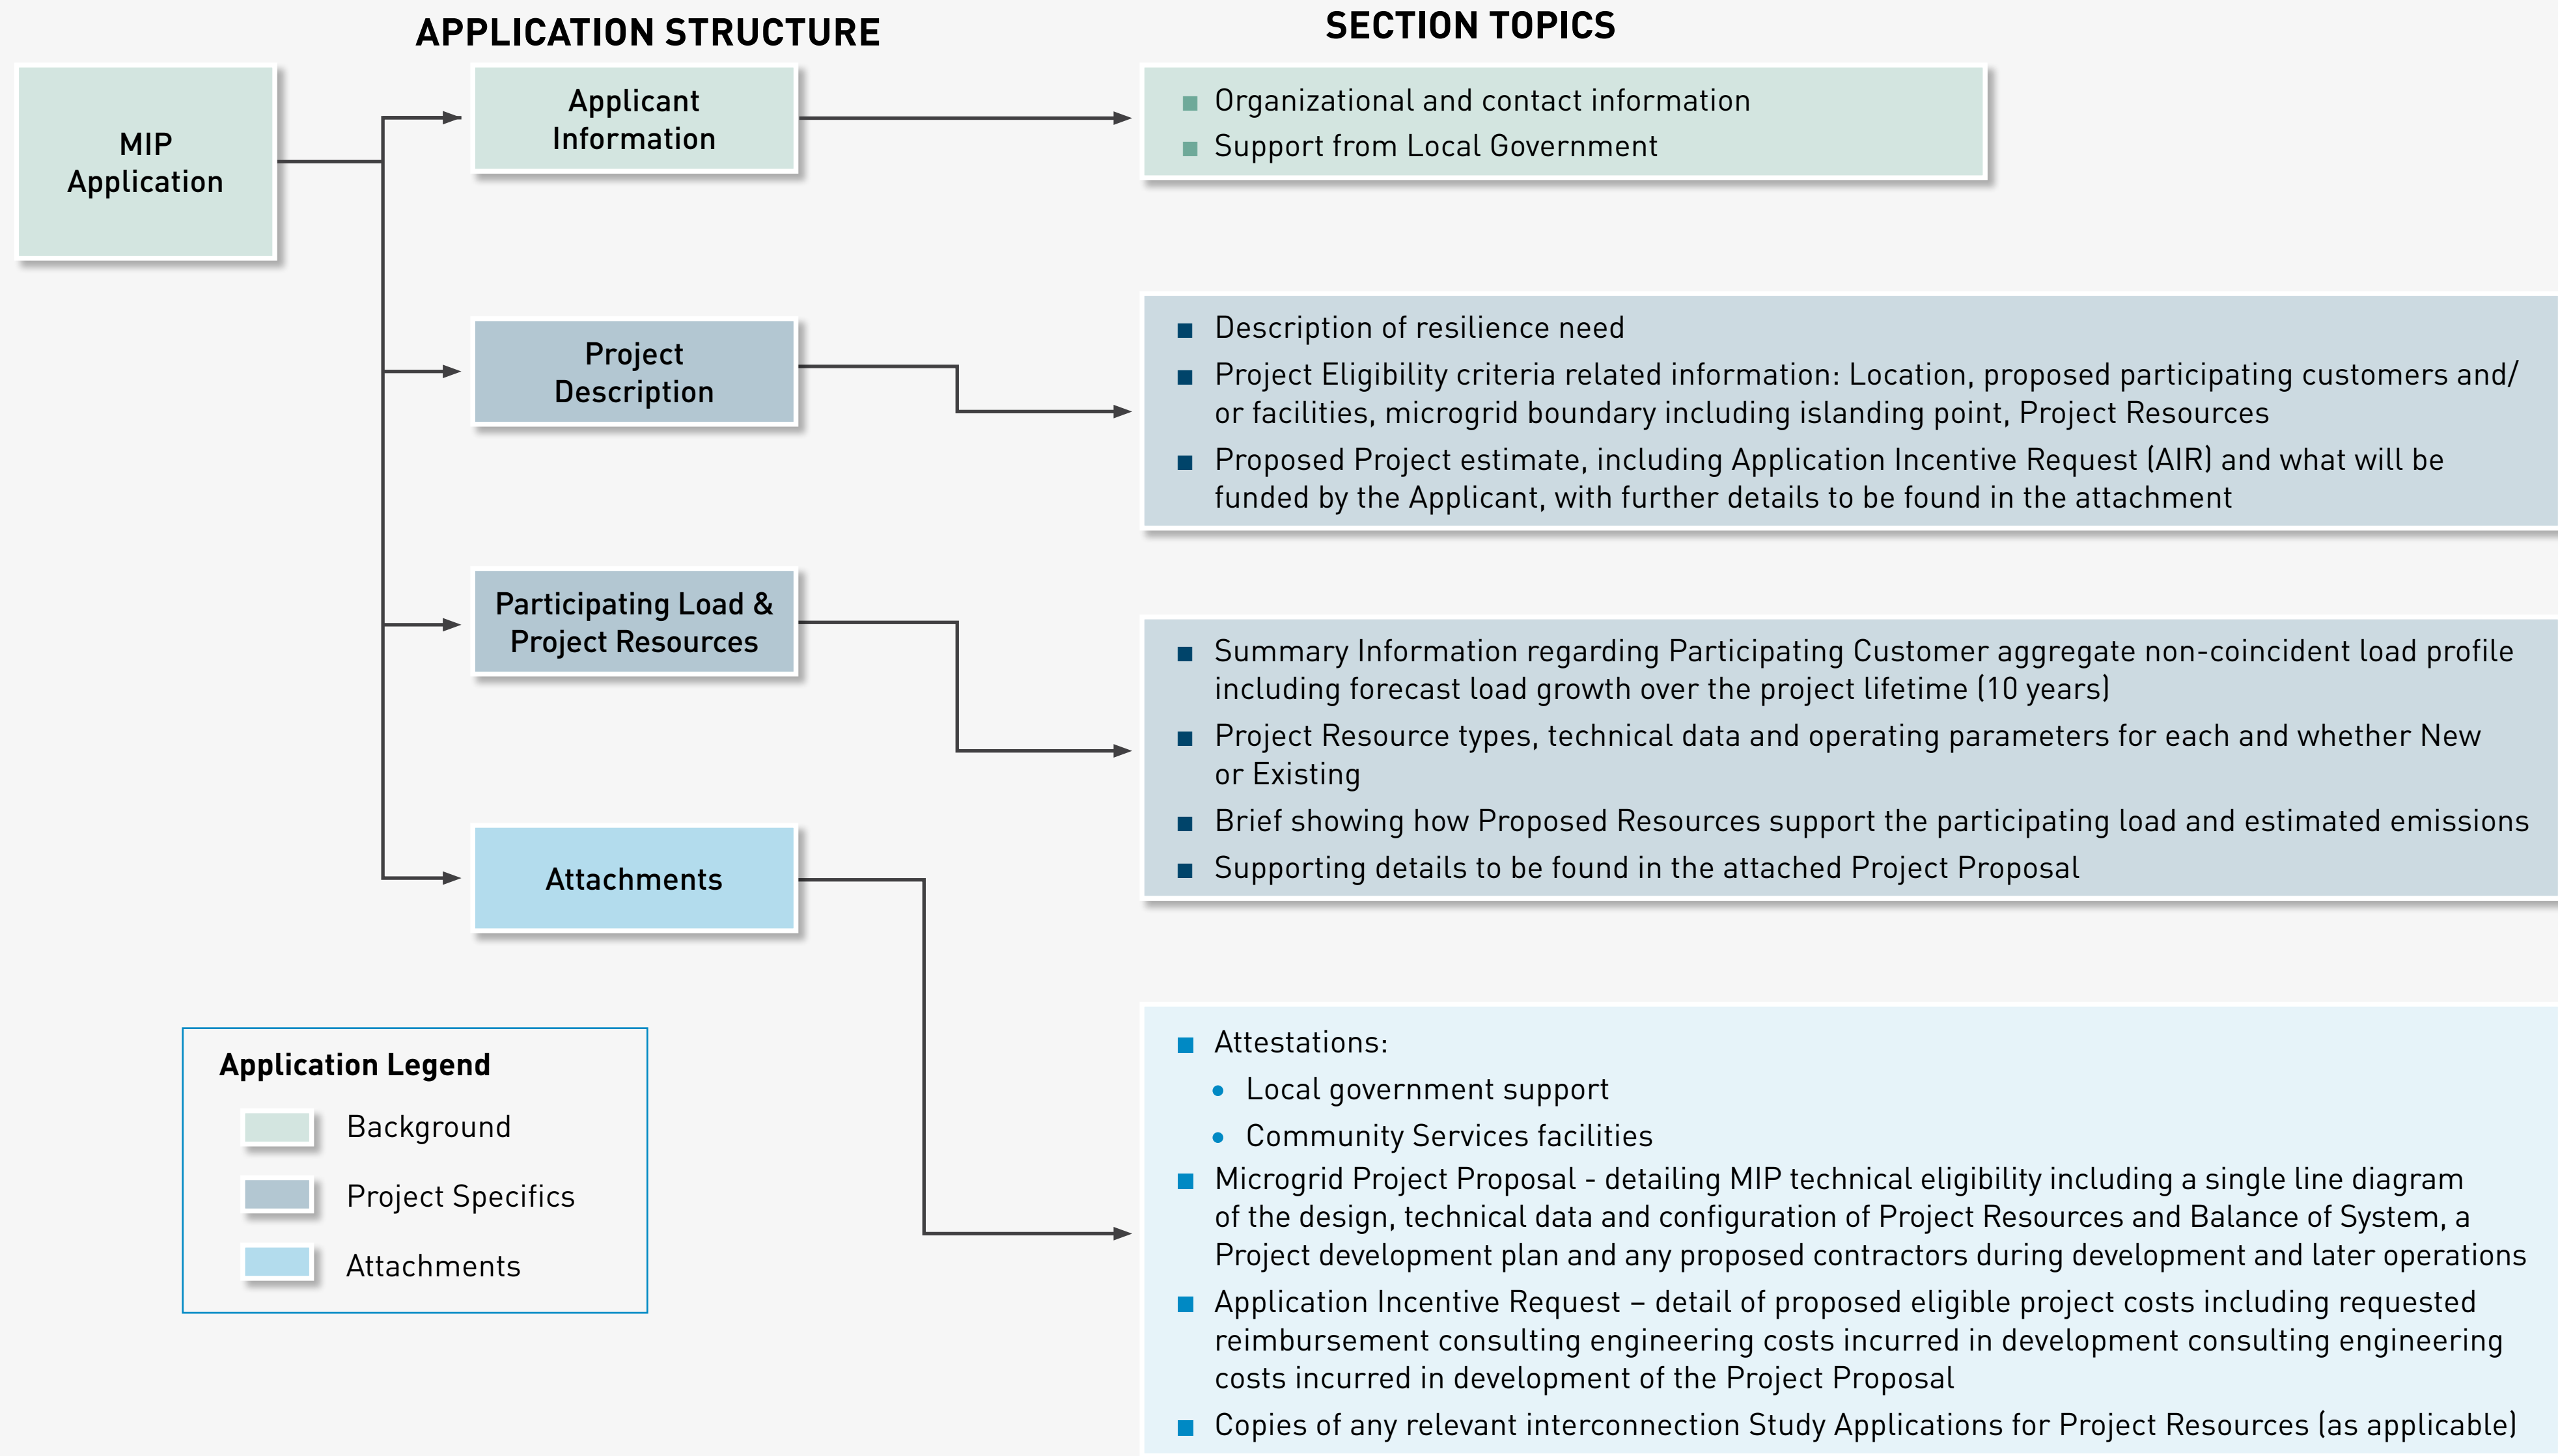 APPLICATION STRUCTURE
SECTION TOPICS
MIP
Application
Applicant
Information
Organizational and contact information
Support from Local Government
Project
Description
Description of resilience need
Project Eligibility criteria related information: Location, proposed participating customers and/
or facilities, microgrid boundary including islanding point, Project Resources
Proposed Project estimate, including Application Incentive Request (AIR) and what will be
funded by the Applicant, with further details to be found in the attachment
Participating Load &
Project Resources
Summary Information regarding Participating Customer aggregate non-coincident load profile
including forecast load growth over the project lifetime (10 years)
Project Resource types, technical data and operating parameters for each and whether New
or Existing
Brief showing how Proposed Resources support the participating load and estimated emissions
Supporting details to be found in the attached Project Proposal
Attachments
Attestations:
Local government support
Community Services facilities
Microgrid Project Proposal - detailing MIP technical eligibility including a single line diagram
of the design, technical data and configuration of Project Resources and Balance of System, a
Project development plan and any proposed contractors during development and later operations
Application Incentive Request – detail of proposed eligible project costs including requested
reimbursement consulting engineering costs incurred in development consulting engineering
costs incurred in development of the Project Proposal
Copies of any relevant interconnection Study Applications for Project Resources (as applicable)
Application Legend
Background
Project Specifics
Attachments